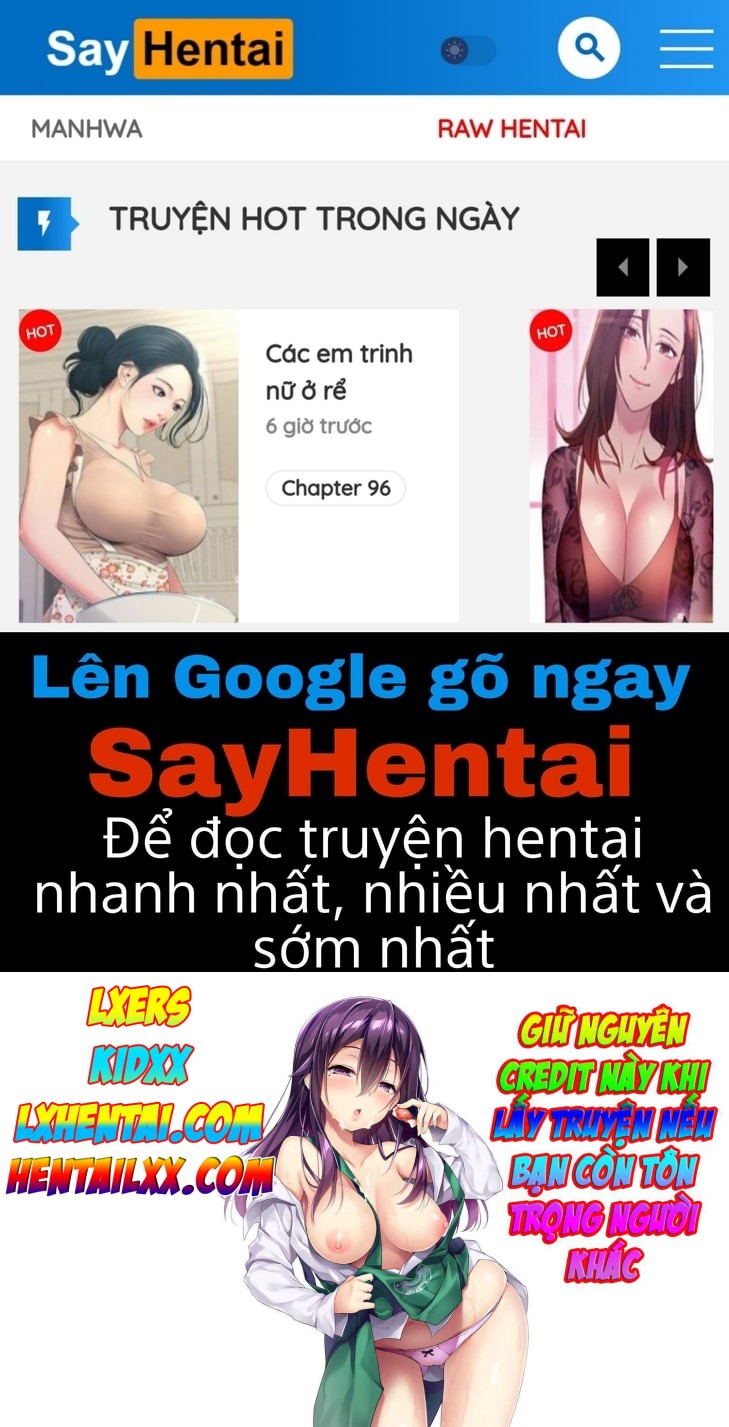 Say Hentai
MANHWA
RAW HENTAI
TRUYỆN HOT TRONG NGÀY
HOT
Các em trinh
nữ ở rể
6 giờ trước
Chapter 96
HOT
Lên Google gõ ngay
SayHentai
Để đọc truyện hentai
nhanh nhất, nhiều nhất và
sớm nhất
LXERS
KIDXX
LXHENTAI.COM
HENTAILXX.COM
GIỮ NGUYÊN
CREDIT NÀY KHI
LẤY TRUYỆN NẾU
BẠN CÒN TÔN
TRỌNG NGƯỜI
KHÁC